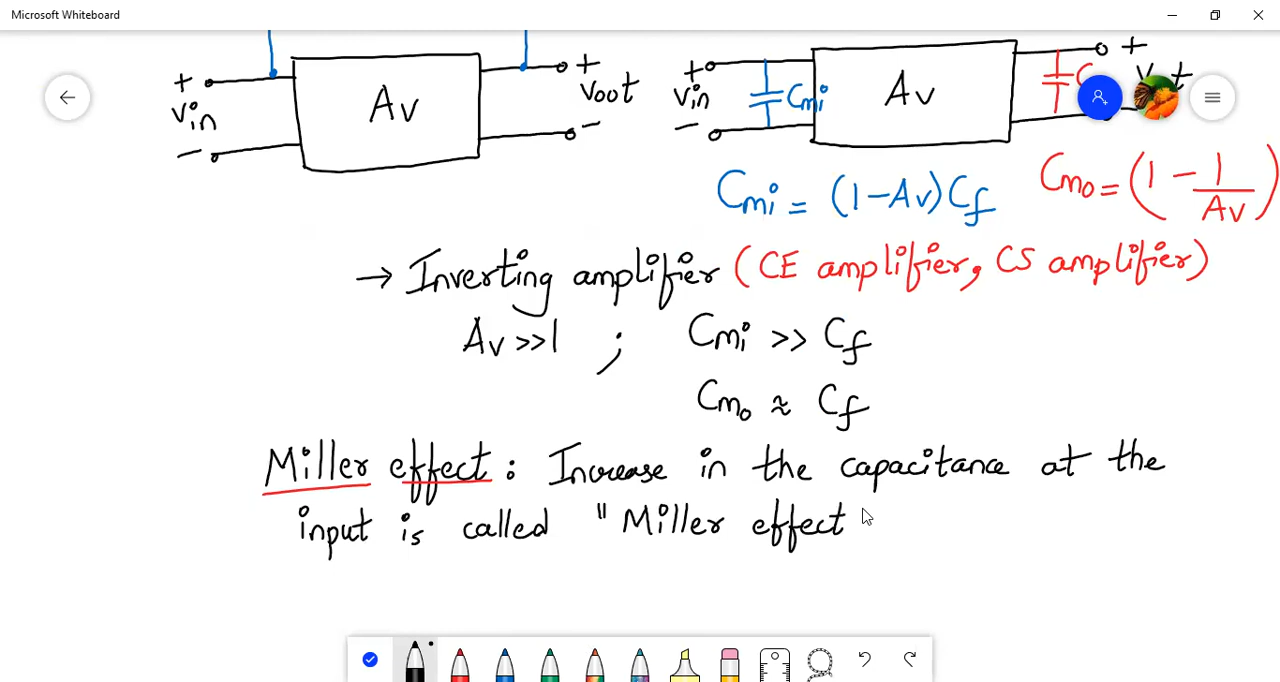 Microsoft Whiteboard
+ Vin − Av + Voot −
+ Vin − Cmi Av + −
Cmi = (1-Av)Cf Cmo = (1 - 1/Av)
→ Inverting amplifier (CE amplifier, CS amplifier)
Av >>1 ; Cmi >> Cf
Cmo ≈ Cf
Miller effect : Increase in the capacitance at the
input is called " Miller effect